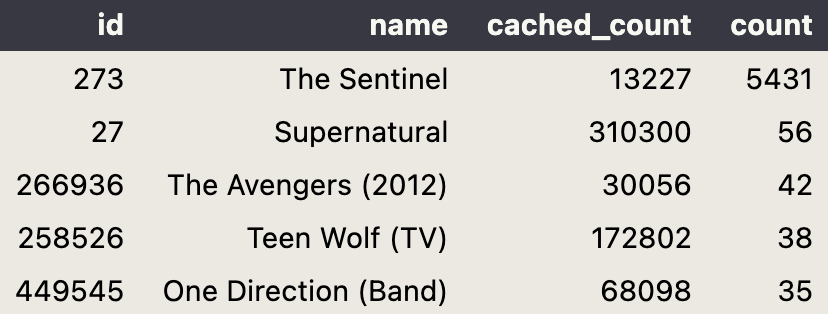 id name cached_count count
273 The Sentinel 13227 5431
27 Supernatural 310300 56
266936 The Avengers (2012) 30056 42
258526 Teen Wolf (TV) 172802 38
449545 One Direction (Band) 68098 35